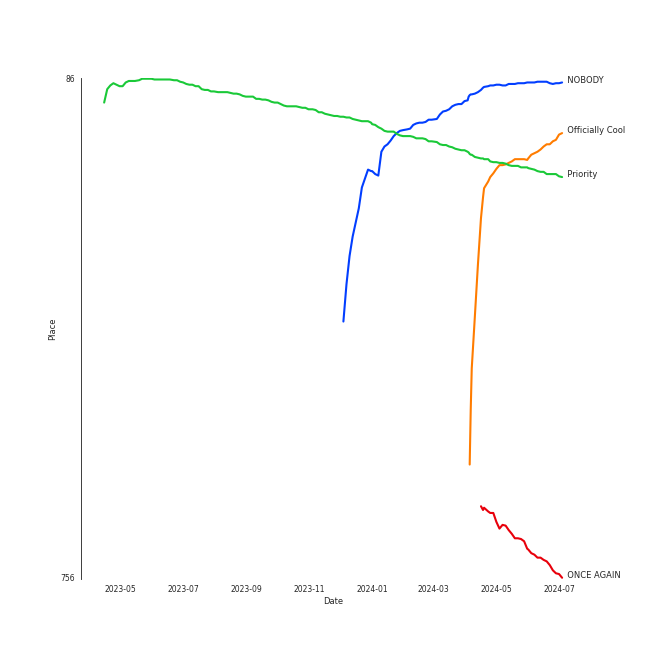 86
NOBODY
Officially Cool
Priority
Place
756
ONCE AGAIN
2023-05 2023-07 2023-09 2023-11 2024-01 2024-03 2024-05 2024-07
Date